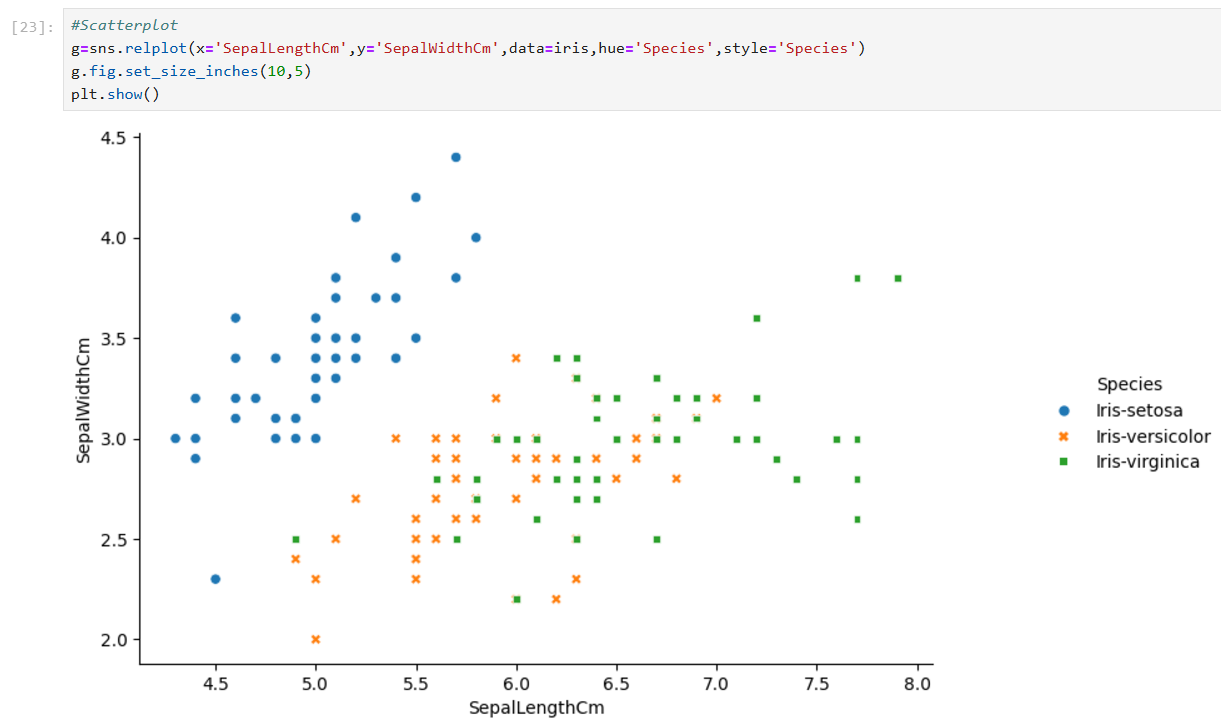 [23]: #Scatterplot
g=sns.relplot(x='SepalLengthCm',y='SepalWidthCm',data=iris,hue='Species',style='Species')
g.fig.set_size_inches(10,5)
plt.show()
4.5
4.0
3.5
3.0
2.5
2.0
SepalWidthCm
4.5 5.0 5.5 6.0 6.5 7.0 7.5 8.0
SepalLengthCm
Species
Iris-setosa
Iris-versicolor
Iris-virginica